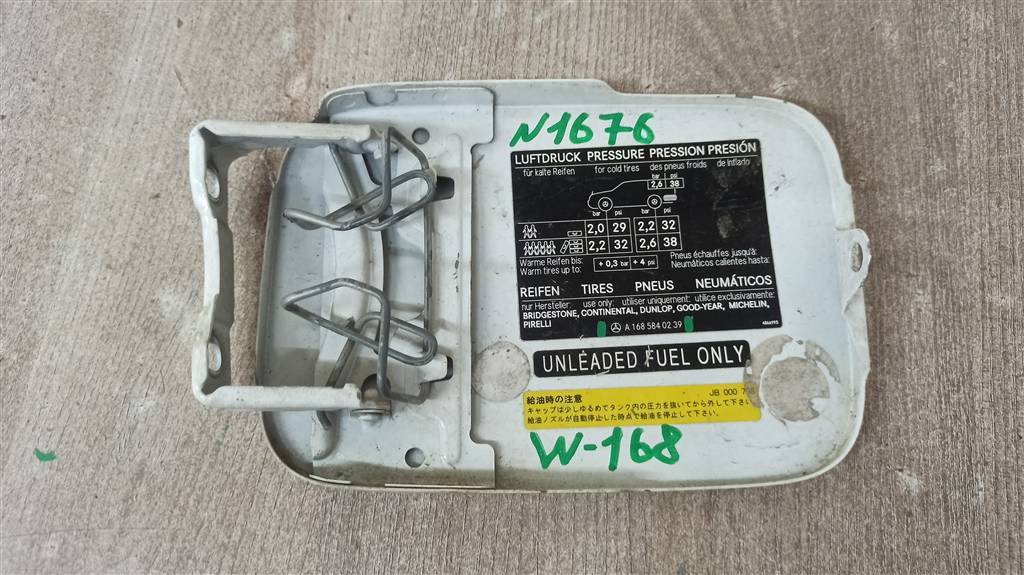 N1676
LUFTDRUCK PRESSURE PRESSION PRESIÓN
für kalte Reifen for cold tires des pneus froids de inflado
bar psi
2,6 38
bar psi bar psi
2,0 29 2,2 32
2,2 32 2,6 38
Warme Reifen bis: Pneus échauffés jusqu'à:
Warm tires up to: +0,3 bar +4 psi Neumáticos calientes hasta:
REIFEN TIRES PNEUS NEUMÁTICOS
nur Hersteller: use only: utiliser uniquement: utilice exclusivamente:
BRIDGESTONE, CONTINENTAL, DUNLOP, GOOD-YEAR, MICHELIN,
PIRELLI
A 168 584 02 39
UNLEADED FUEL ONLY
給油時の注意 JB 000 7
キャップは少しゆるめてタンク内の圧力を抜いてから外して下さい
給油ノズルが自動停止した時点で給油を停止して下さい。
W-168